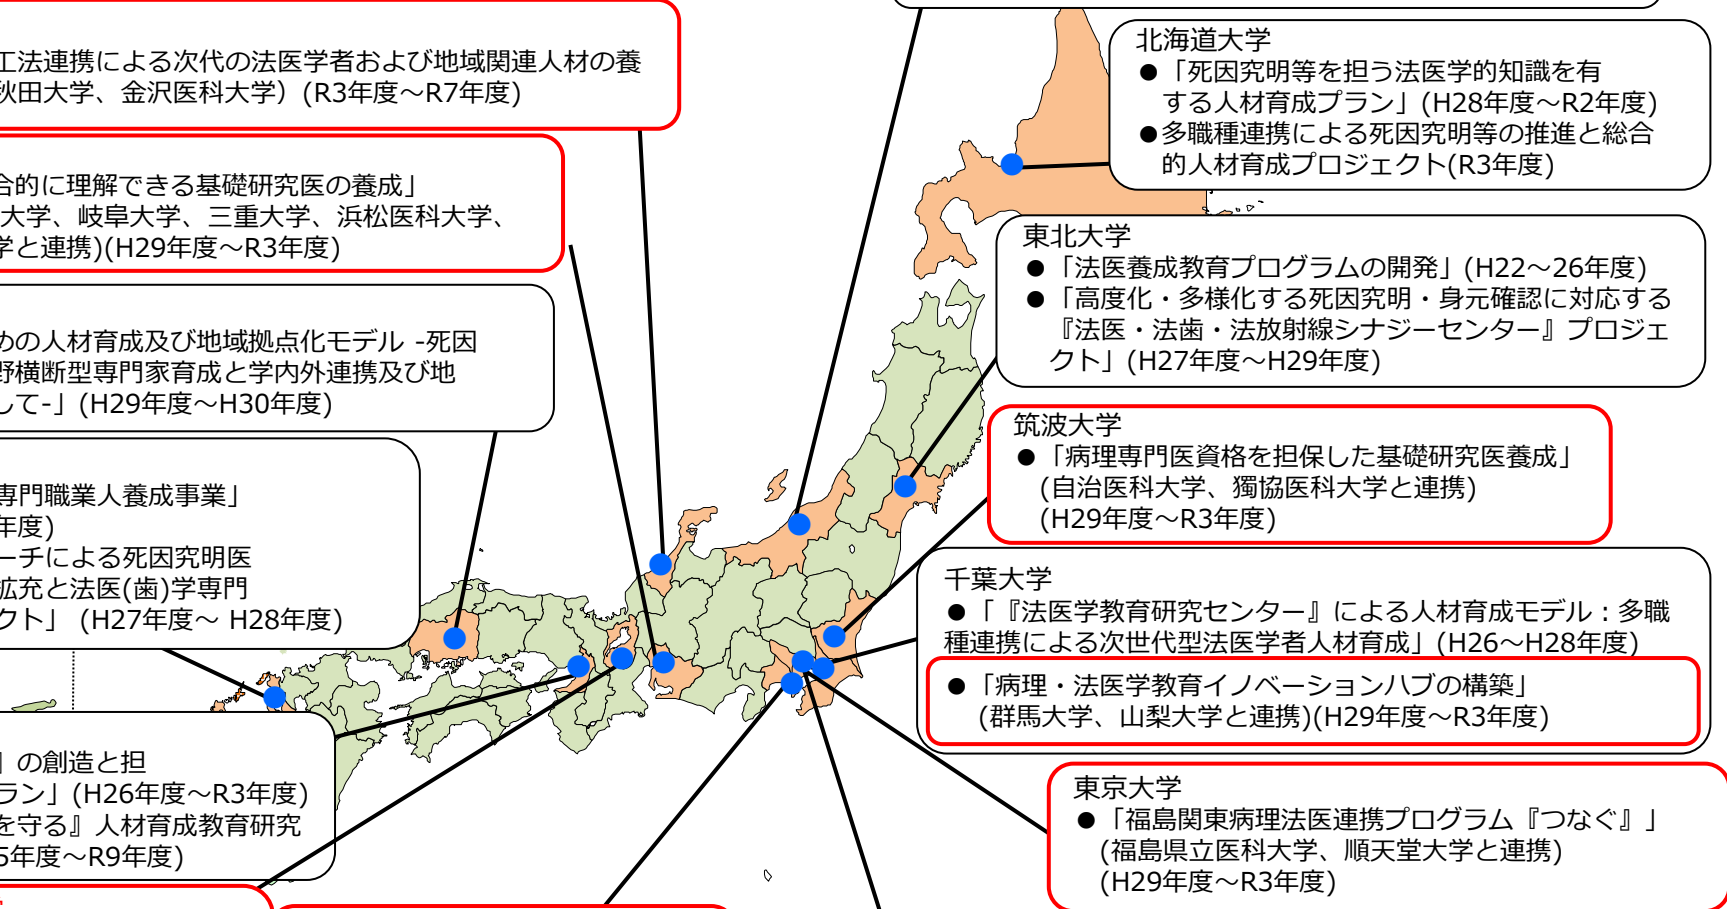 工法連携による次代の法医学者および地域関連人材の養
秋田大学、金沢医科大学）(R3年度～R7年度)
合的に理解できる基礎研究医の養成」
大学、岐阜大学、三重大学、浜松医科大学、
学と連携)(H29年度～R3年度)
めの人材育成及び地域拠点化モデル -死因
野横断型専門家育成と学内外連携及び地
して-」(H29年度～H30年度)
専門職業人養成事業」
年度)
ーチによる死因究明医
拡充と法医(歯)学専門
クト」 (H27年度～ H28年度)
」の創造と担
ラン」(H26年度～R3年度)
を守る』人材育成教育研究
5年度～R9年度)
北海道大学
●「死因究明等を担う法医学的知識を有
する人材育成プラン」(H28年度～R2年度)
●多職種連携による死因究明等の推進と総合
的人材育成プロジェクト(R3年度)
東北大学
●「法医養成教育プログラムの開発」(H22～26年度)
●「高度化・多様化する死因究明・身元確認に対応する
『法医・法歯・法放射線シナジーセンター』プロジェ
クト」(H27年度～H29年度)
筑波大学
●「病理専門医資格を担保した基礎研究医養成」
(自治医科大学、獨協医科大学と連携)
(H29年度～R3年度)
千葉大学
●「『法医学教育研究センター』による人材育成モデル：多職
種連携による次世代型法医学者人材育成」(H26～H28年度)
●「病理・法医学教育イノベーションハブの構築」
(群馬大学、山梨大学と連携)(H29年度～R3年度)
東京大学
●「福島関東病理法医連携プログラム『つなぐ』」
(福島県立医科大学、順天堂大学と連携)
(H29年度～R3年度)